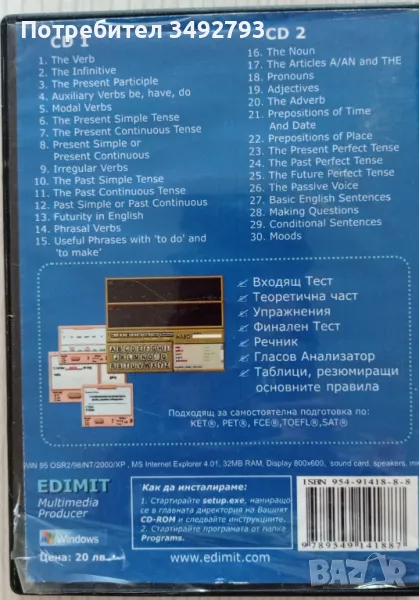 Потребител 3492793
CD 1
1. The Verb
2. The Infinitive
3. The Present Participle
4. Auxiliary Verbs be, have, do
5. Modal Verbs
6. The Present Simple Tense
7. The Present Continuous Tense
8. Present Simple or
Present Continuous
9. Irregular Verbs
10. The Past Simple Tense
11. The Past Continuous Tense
12. Past Simple or Past Continuous
13. Futurity in English
14. Phrasal Verbs
15. Useful Phrases with 'to do' and
'to make'
CD 2
16. The Noun
17. The Articles A/AN and THE
18. Pronouns
19. Adjectives
20. The Adverb
21. Prepositions of Time
And Date
22. Prepositions of Place
23. The Present Perfect Tense
24. The Past Perfect Tense
25. The Future Perfect Tense
26. The Passive Voice
27. Basic English Sentences
28. Making Questions
29. Conditional Sentences
30. Moods
Входящ Тест
Теоретична част
Упражнения
Финален Тест
Речник
Гласов Анализатор
Таблици, резюмиращи
основните правила
Подходящ за самостоятелна подготовка по:
KET®, PET®, FCE®,TOEFL®,SAT®
WIN 95 OSR2/98/NT/2000/XP, MS Internet Explorer 4.01, 32MB RAM, Display 800x600, sound card, speakers,
EDIMIT
Multimedia
Producer
Windows
Цена: 20 лв.
Как да инсталираме:
1. Стартирайте setup.exe, намиращ
се в главната директория на Вашият
CD-ROM и следвайте инструкциите.
2. Стартирайте програмата от папка
Programs.
www.edimit.com
ISBN 954-91418-8-8
9789549141887
bazar.bg